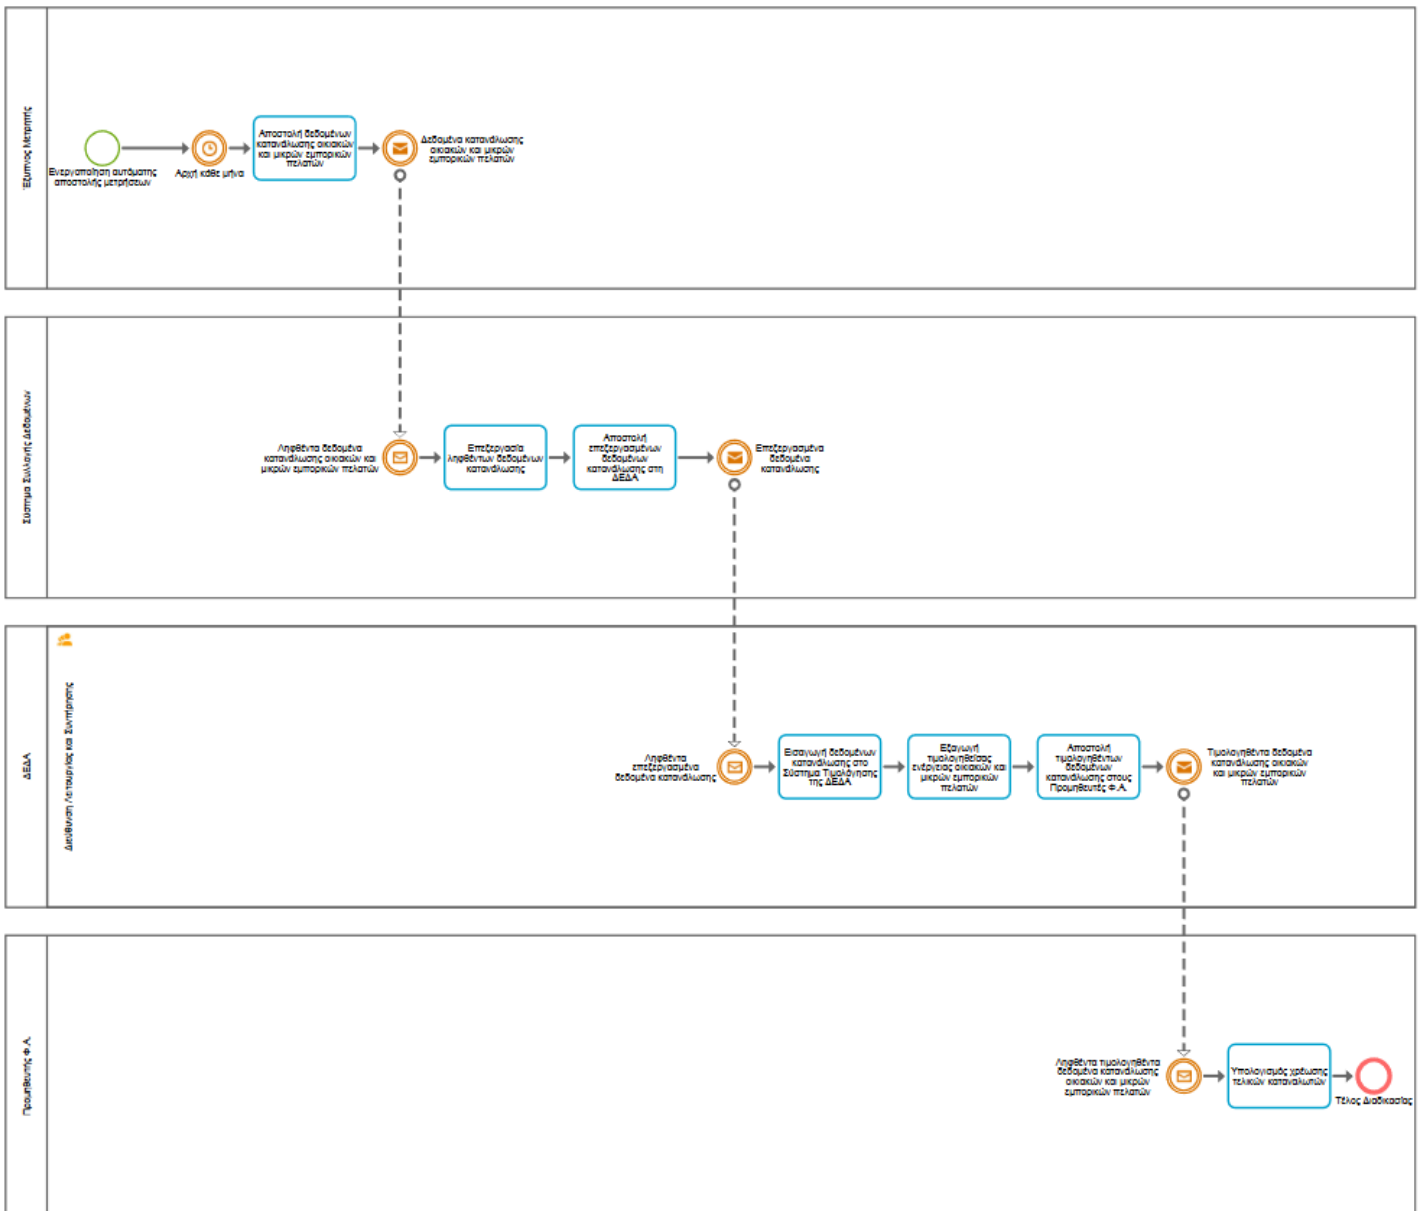 Έξυπνος Μετρητής
Ενεργοποίηση αυτόματης
αποστολής μετρήσεων
Αρχή κάθε μήνα
Αποστολή δεδομένων
κατανάλωσης οικιακών
και μικρών εμπορικών
πελατών
Δεδομένα κατανάλωσης
οικιακών και μικρών
εμπορικών πελατών
Σύστημα Συλλογής Δεδομένων
Ληφθέντα δεδομένα
κατανάλωσης οικιακών και
μικρών εμπορικών πελατών
Επεξεργασία
ληφθέντων δεδομένων
κατανάλωσης
Αποστολή
επεξεργασμένων
δεδομένων
κατανάλωσης στη
ΔΕΔΑ
Επεξεργασμένα
δεδομένα
κατανάλωσης
ΔΕΔΑ
Διεύθυνση Λειτουργίας και Συντήρησης
Ληφθέντα
επεξεργασμένα
δεδομένα κατανάλωσης
Εισαγωγή δεδομένων
κατανάλωσης στο
Σύστημα Τιμολόγησης
της ΔΕΔΑ
Εξαγωγή
τιμολογηθείσας
ενέργειας οικιακών και
μικρών εμπορικών
πελατών
Αποστολή
τιμολογηθέντων
δεδομένων
κατανάλωσης στους
Προμηθευτές Φ.Α.
Τιμολογηθέντα δεδομένα
κατανάλωσης οικιακών
και μικρών εμπορικών
πελατών
Προμηθευτής Φ.Α.
Ληφθέντα τιμολογηθέντα
δεδομένα κατανάλωσης
οικιακών και μικρών
εμπορικών πελατών
Υπολογισμός χρέωσης
τελικών καταναλωτών
Τέλος Διαδικασίας